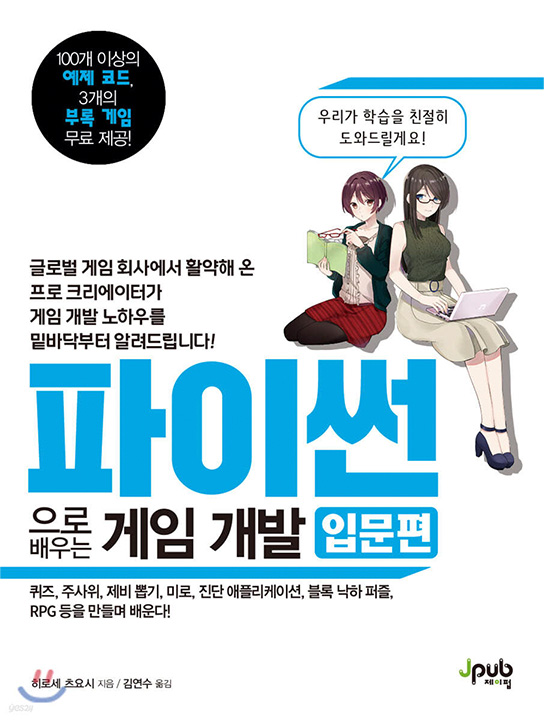 100개 이상의
예제 코드,
3개의
부록 게임
무료 제공!
우리가 학습을 친절히
도와드릴게요!
글로벌 게임 회사에서 활약해 온
프로 크리에이터가
게임 개발 노하우를
밑바닥부터 알려드립니다!
파이썬
으로
배우는 게임 개발 입문편
퀴즈, 주사위, 제비 뽑기, 미로, 진단 애플리케이션, 블록 낙하 퍼즐,
RPG 등을 만들며 배운다!
히로세 츠요시 지음 / 김연수 옮김
Jpub
제이펍
yes24